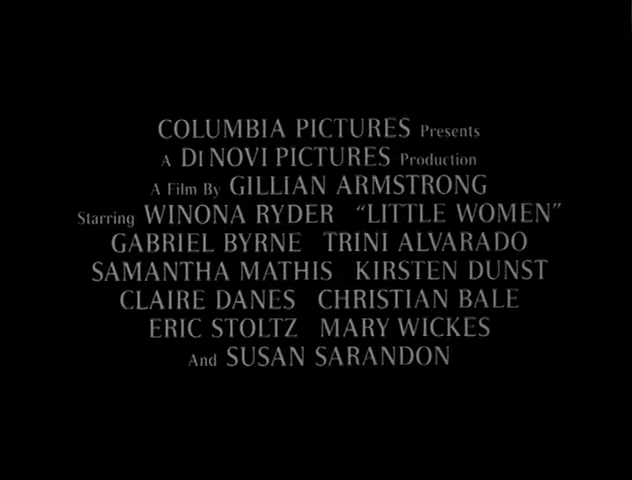 COLUMBIA PICTURES Presents
A DI NOVI PICTURES Production
A Film By GILLIAN ARMSTRONG
Starring WINONA RYDER "LITTLE WOMEN"
GABRIEL BYRNE TRINI ALVARADO
SAMANTHA MATHIS KIRSTEN DUNST
CLAIRE DANES CHRISTIAN BALE
ERIC STOLTZ MARY WICKES
And SUSAN SARANDON